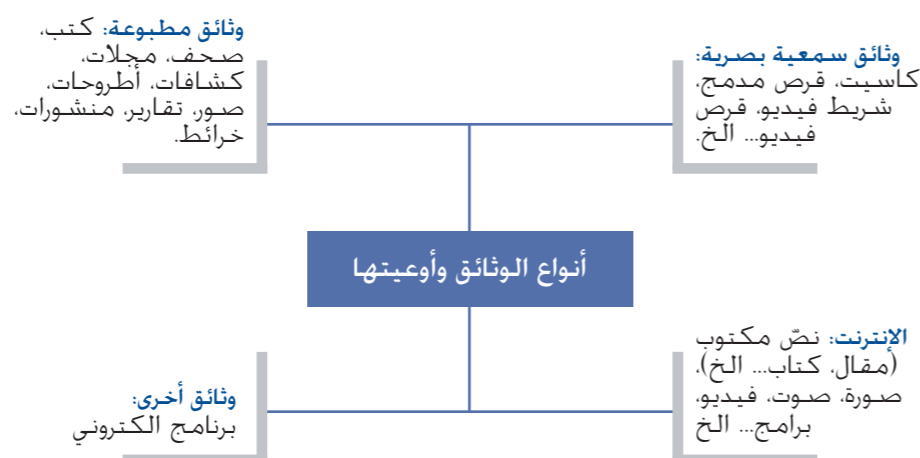 وثائق سمعية بصرية:
كاسيت، قرص مدمج،
شريط فيديو، قرص
فيديو... الخ.
وثائق مطبوعة: كتب،
صحف، مجلات،
كشافات، أطروحات،
صور، تقارير، منشورات،
خرائط.
أنواع الوثائق وأوعيتها
الإنترنت: نصّ مكتوب
(مقال، كتاب... الخ)،
صورة، صوت، فيديو،
برامج... الخ
وثائق أخرى:
برنامج الكتروني